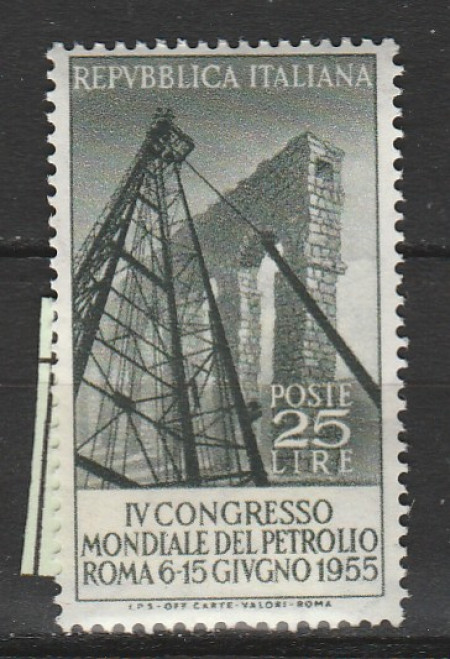 REPVBBLICA ITALIANA
POSTE
25
LIRE
IV CONGRESSO
MONDIALE DEL PETROLIO
ROMA 6-15 GIVGNO 1955
I.P.S-OFF. CARTE-VALORI-ROMA